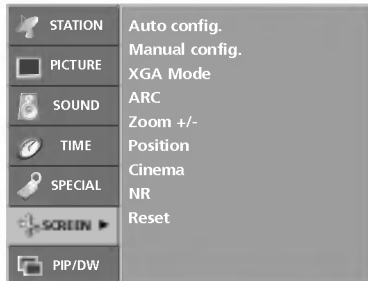 STATION
PICTURE
SOUND
TIME
SPECIAL
SCREEN ►
PIP/DW
Auto config.
Manual config.
XGA Mode
ARC
Zoom +/-
Position
Cinema
NR
Reset